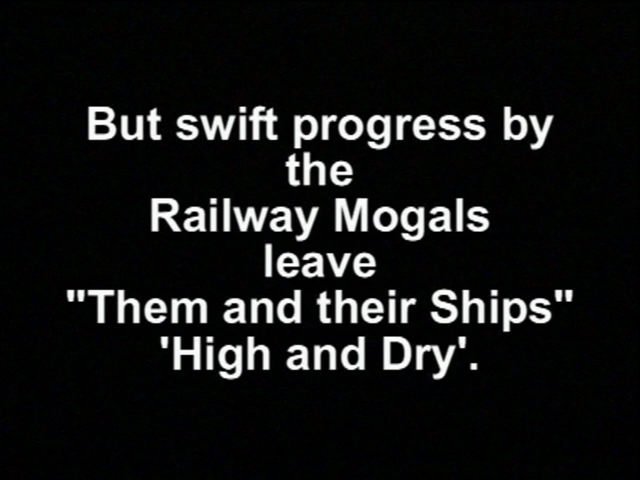 But swift progress by
the
Railway Mogals
leave
"Them and their Ships"
'High and Dry'.